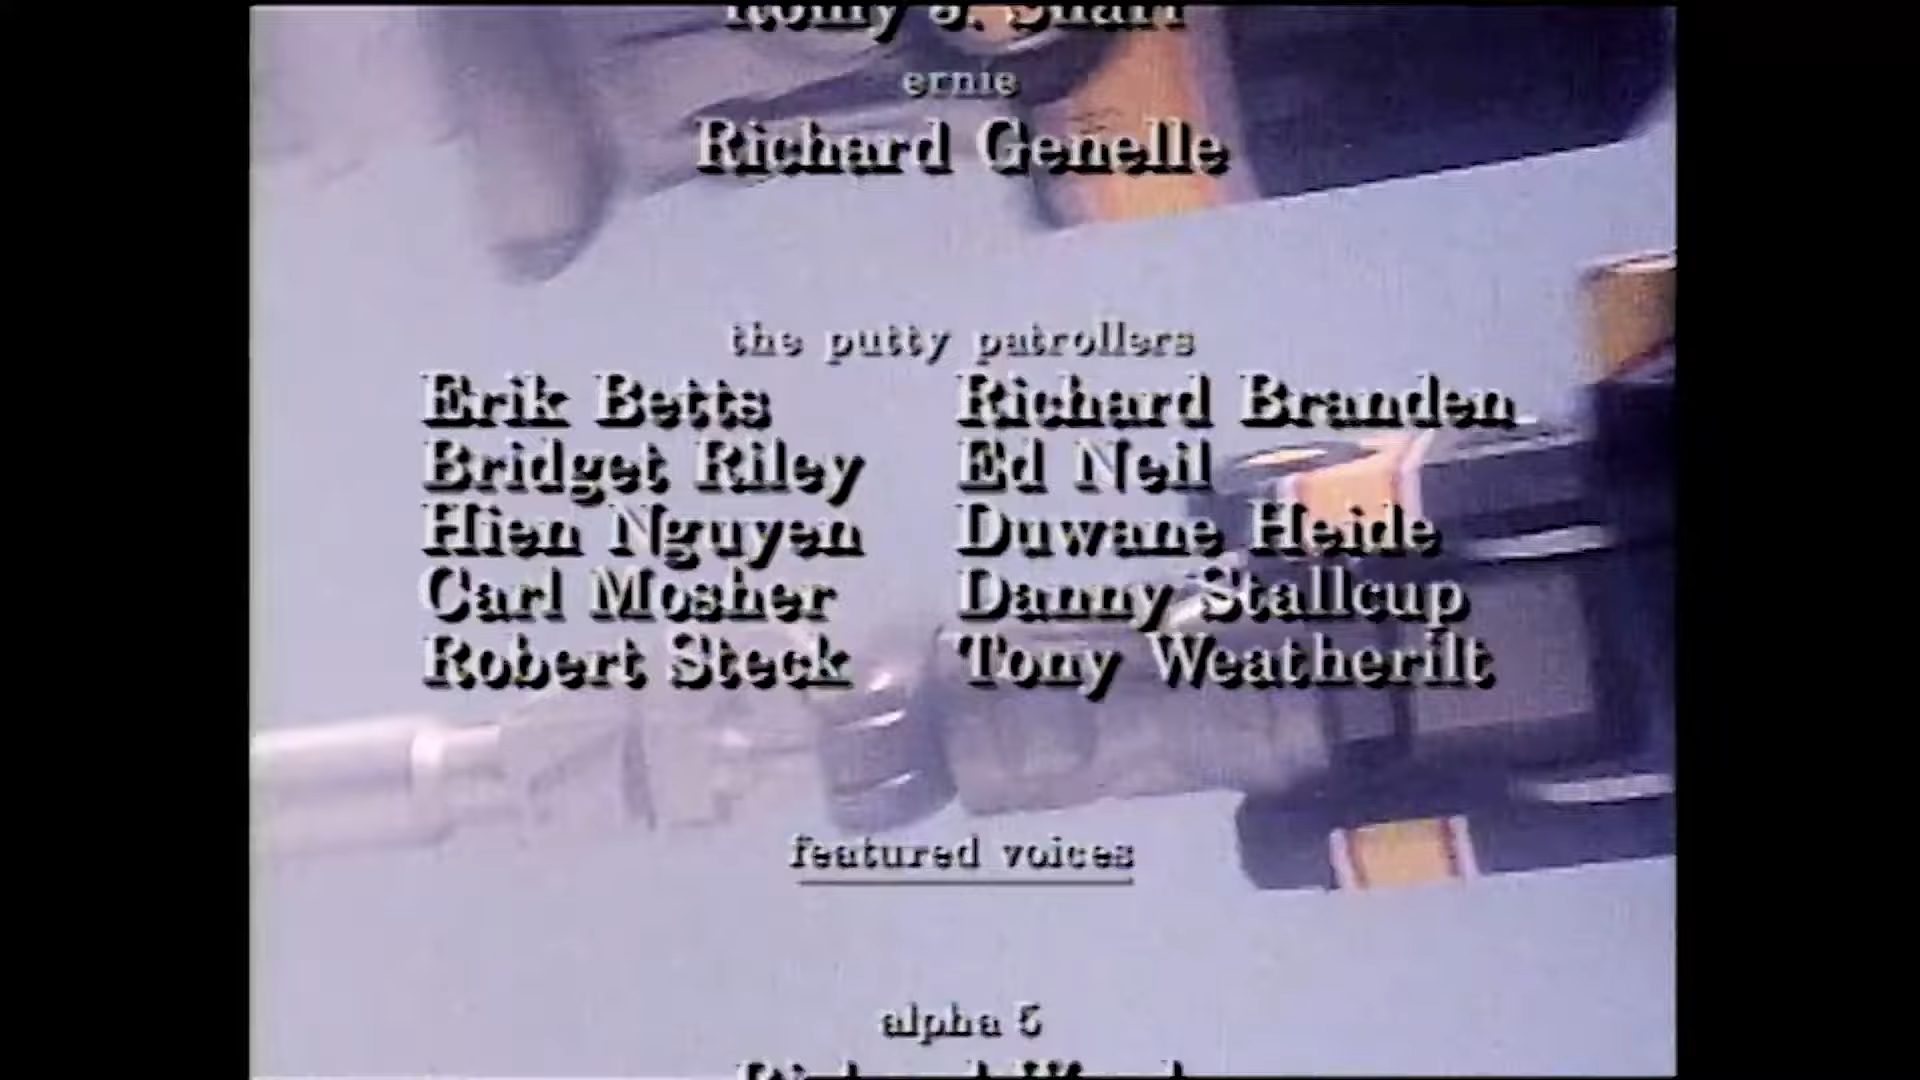 ernie
Richard Genelle
the putty patrollers
Erik Betts Richard Branden
Bridget Riley Ed Neil
Hien Nguyen Duwane Heide
Carl Mosher Danny Stallcup
Robert Steck Tony Weatherilt
featured voices
alpha 5